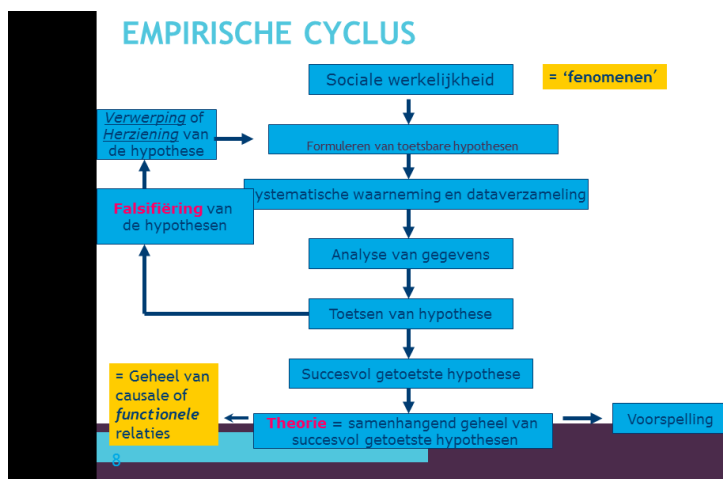 EMPIRISCHE CYCLUS
Sociale werkelijkheid
= ‘fenomenen’
Verwerping of
Herziening van
de hypothese
Formuleren van toetsbare hypothesen
ystematische waarneming en dataverzameling
Falsifiëring van
de hypothesen
Analyse van gegevens
Toetsen van hypothese
Succesvol getoetste hypothese
= Geheel van
causale of
functionele
relaties
Theorie = samenhangend geheel van
succesvol getoetste hypothesen
Voorspelling
8